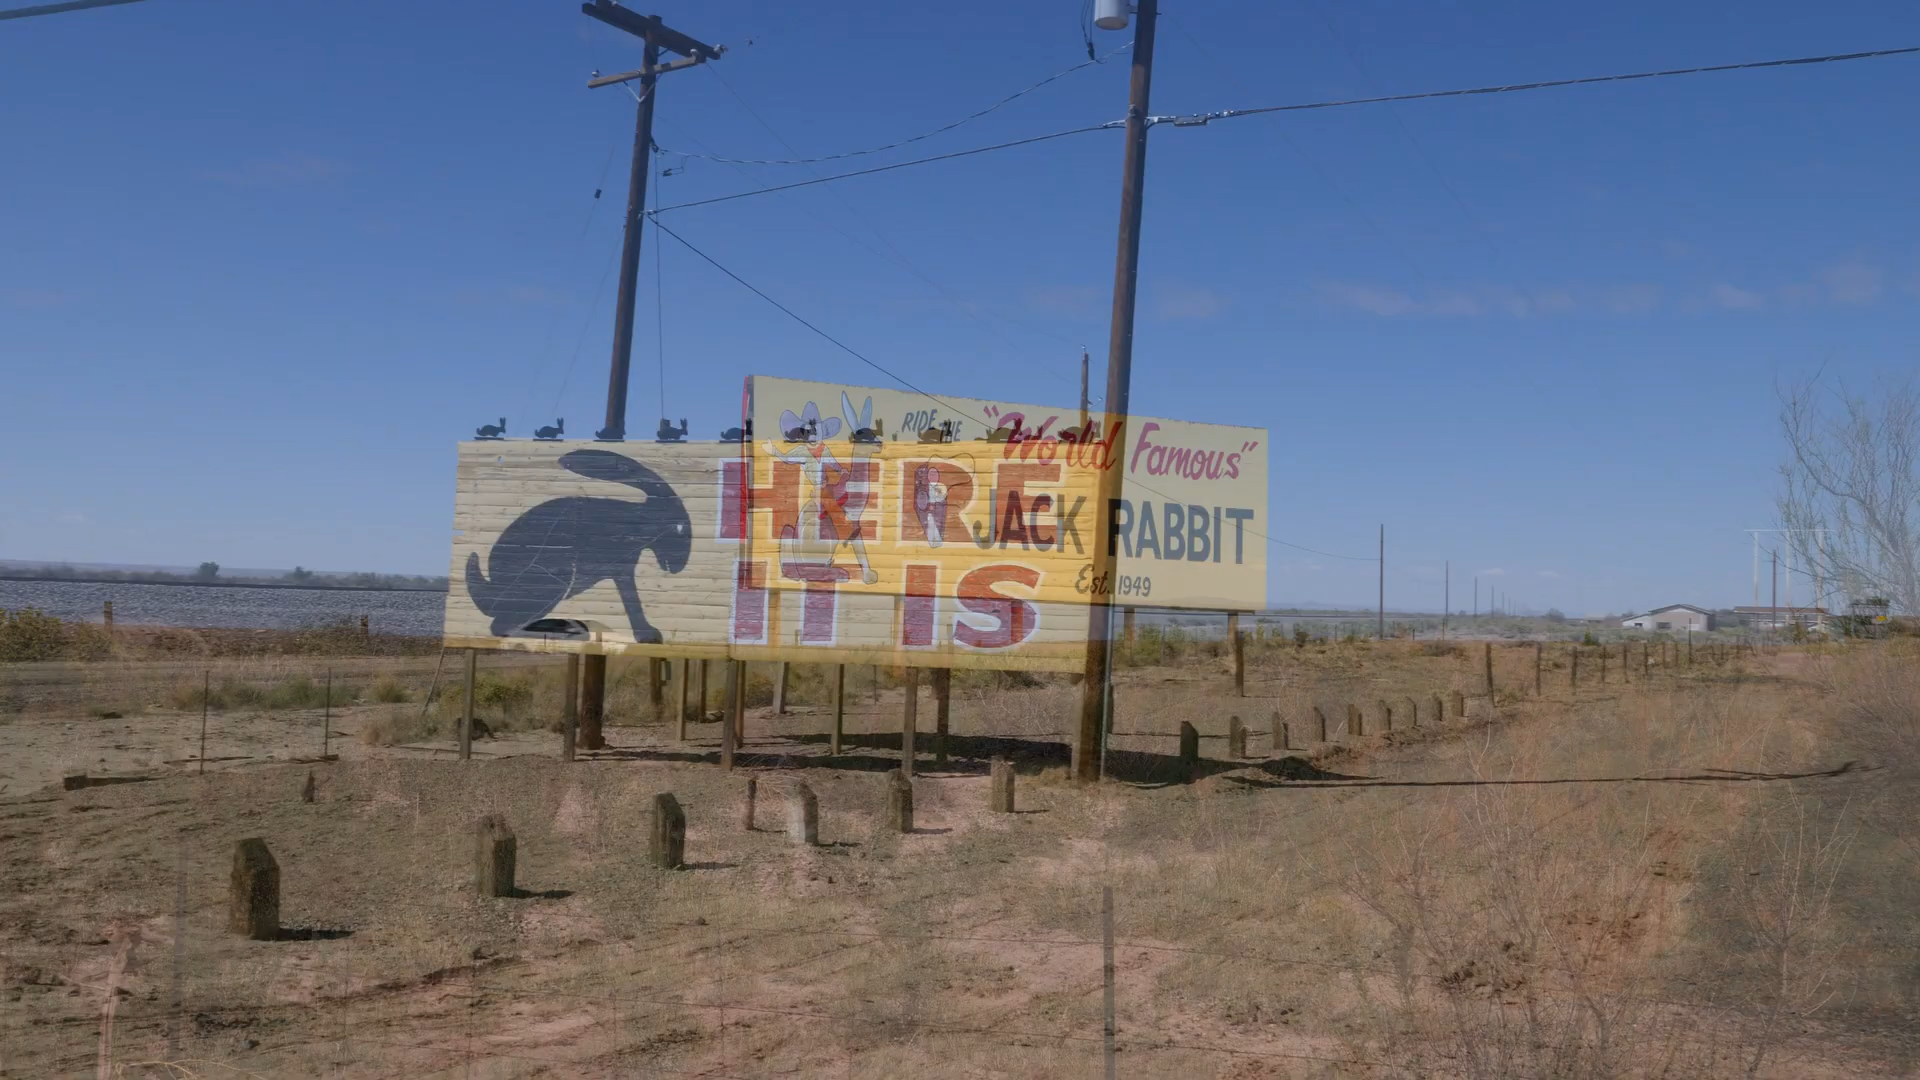 HERE
IT IS
RIDE THE
"World Famous"
JACK RABBIT
Est. 1949